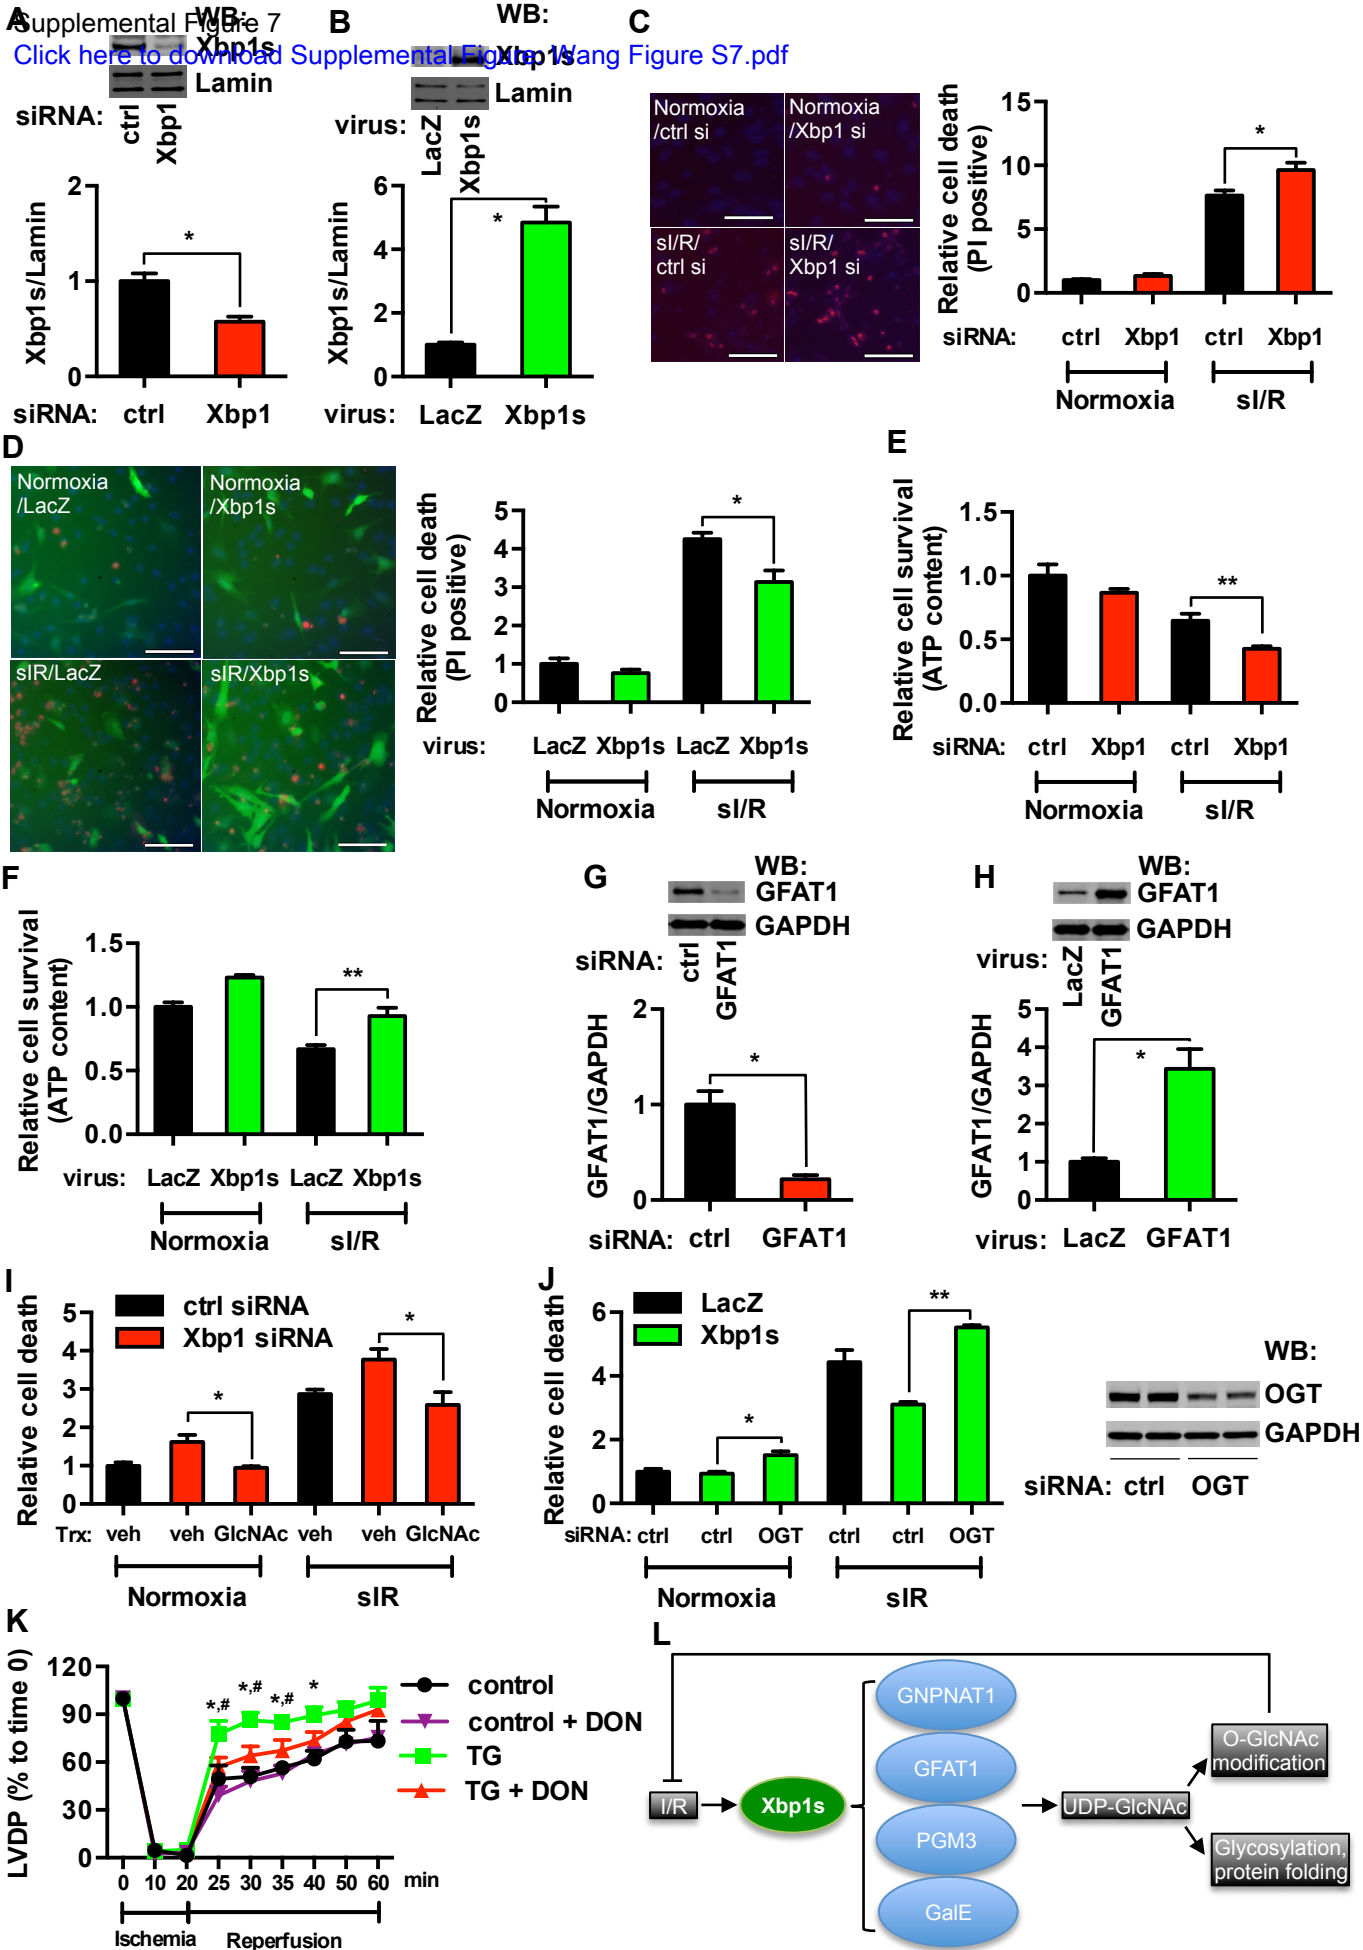 Supplemental Figure 7
Click here to download Supplemental Figure: Wang Figure S7.pdf
A
WB:
Xbp1s
Lamin
siRNA:
ctrl
Xbp1
Xbp1s/Lamin
2
1
0
*
siRNA: ctrl Xbp1
B
WB:
Xbp1s
Lamin
virus:
LacZ
Xbp1s
Xbp1s/Lamin
6
4
2
0
*
virus: LacZ Xbp1s
C
Normoxia
/ctrl si
Normoxia
/Xbp1 si
sI/R/
ctrl si
sI/R/
Xbp1 si
Relative cell death
(PI positive)
15
10
5
0
*
siRNA: ctrl Xbp1 ctrl Xbp1
Normoxia sI/R
D
Normoxia
/LacZ
Normoxia
/Xbp1s
sIR/LacZ
sIR/Xbp1s
Relative cell death
(PI positive)
5
4
3
2
1
0
*
virus: LacZ Xbp1s LacZ Xbp1s
Normoxia sI/R
E
Relative cell survival
(ATP content)
1.5
1.0
0.5
0.0
**
siRNA: ctrl Xbp1 ctrl Xbp1
Normoxia sI/R
F
Relative cell survival
(ATP content)
1.5
1.0
0.5
0.0
**
virus: LacZ Xbp1s LacZ Xbp1s
Normoxia sI/R
G
WB:
GFAT1
GAPDH
siRNA:
ctrl
GFAT1
GFAT1/GAPDH
2
1
0
*
siRNA: ctrl GFAT1
H
WB:
GFAT1
GAPDH
virus:
LacZ
GFAT1
GFAT1/GAPDH
5
4
3
2
1
0
*
virus: LacZ GFAT1
I
Relative cell death
5
4
3
2
1
0
ctrl siRNA
Xbp1 siRNA
*
*
Trx: veh veh GlcNAc veh veh GlcNAc
Normoxia sIR
J
Relative cell death
6
4
2
0
LacZ
Xbp1s
*
**
siRNA: ctrl ctrl OGT ctrl ctrl OGT
Normoxia sIR
WB:
OGT
GAPDH
siRNA: ctrl OGT
K
LVDP (% to time 0)
120
90
60
30
0
*,# *,# *,# *
control
control + DON
TG
TG + DON
0 10 20 25 30 35 40 50 60 min
Ischemia Reperfusion
L
I/R
Xbp1s
GNPNAT1
GFAT1
PGM3
GalE
UDP-GlcNAc
O-GlcNAc
modification
Glycosylation,
protein folding